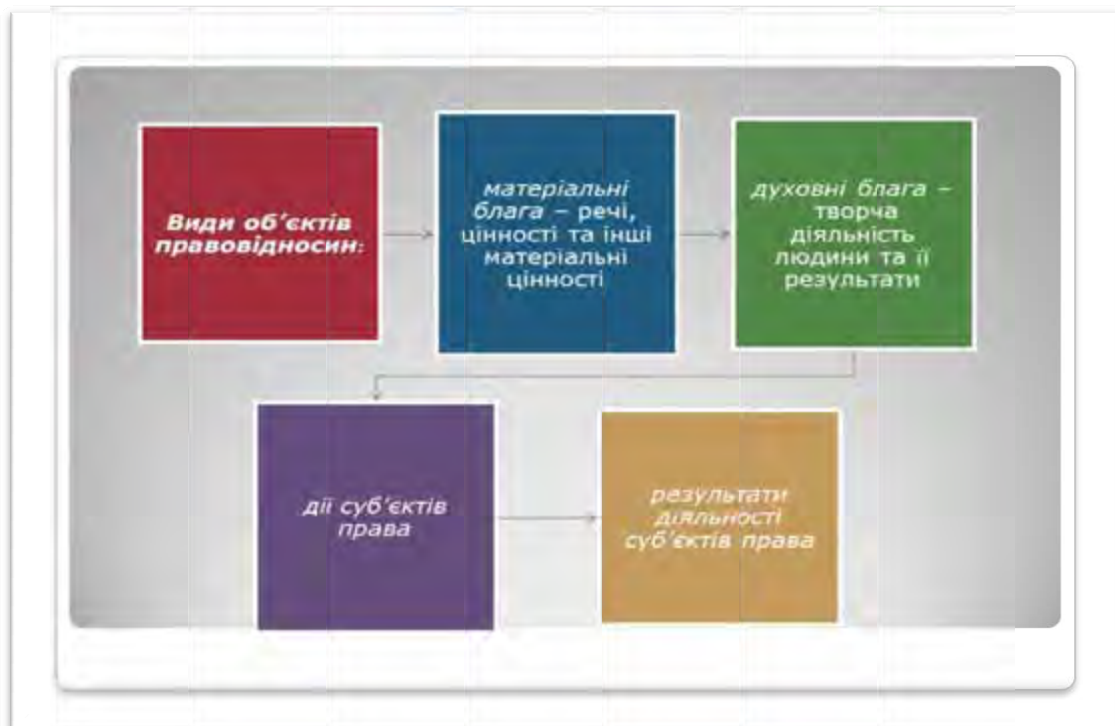 Види об’єктів
правовідносин:
матеріальні
блага – речі,
цінності та інші
матеріальні
цінності
духовні блага –
творча
діяльність
людини та її
результати
дії суб’єктів
права
результати
діяльності
суб’єктів права